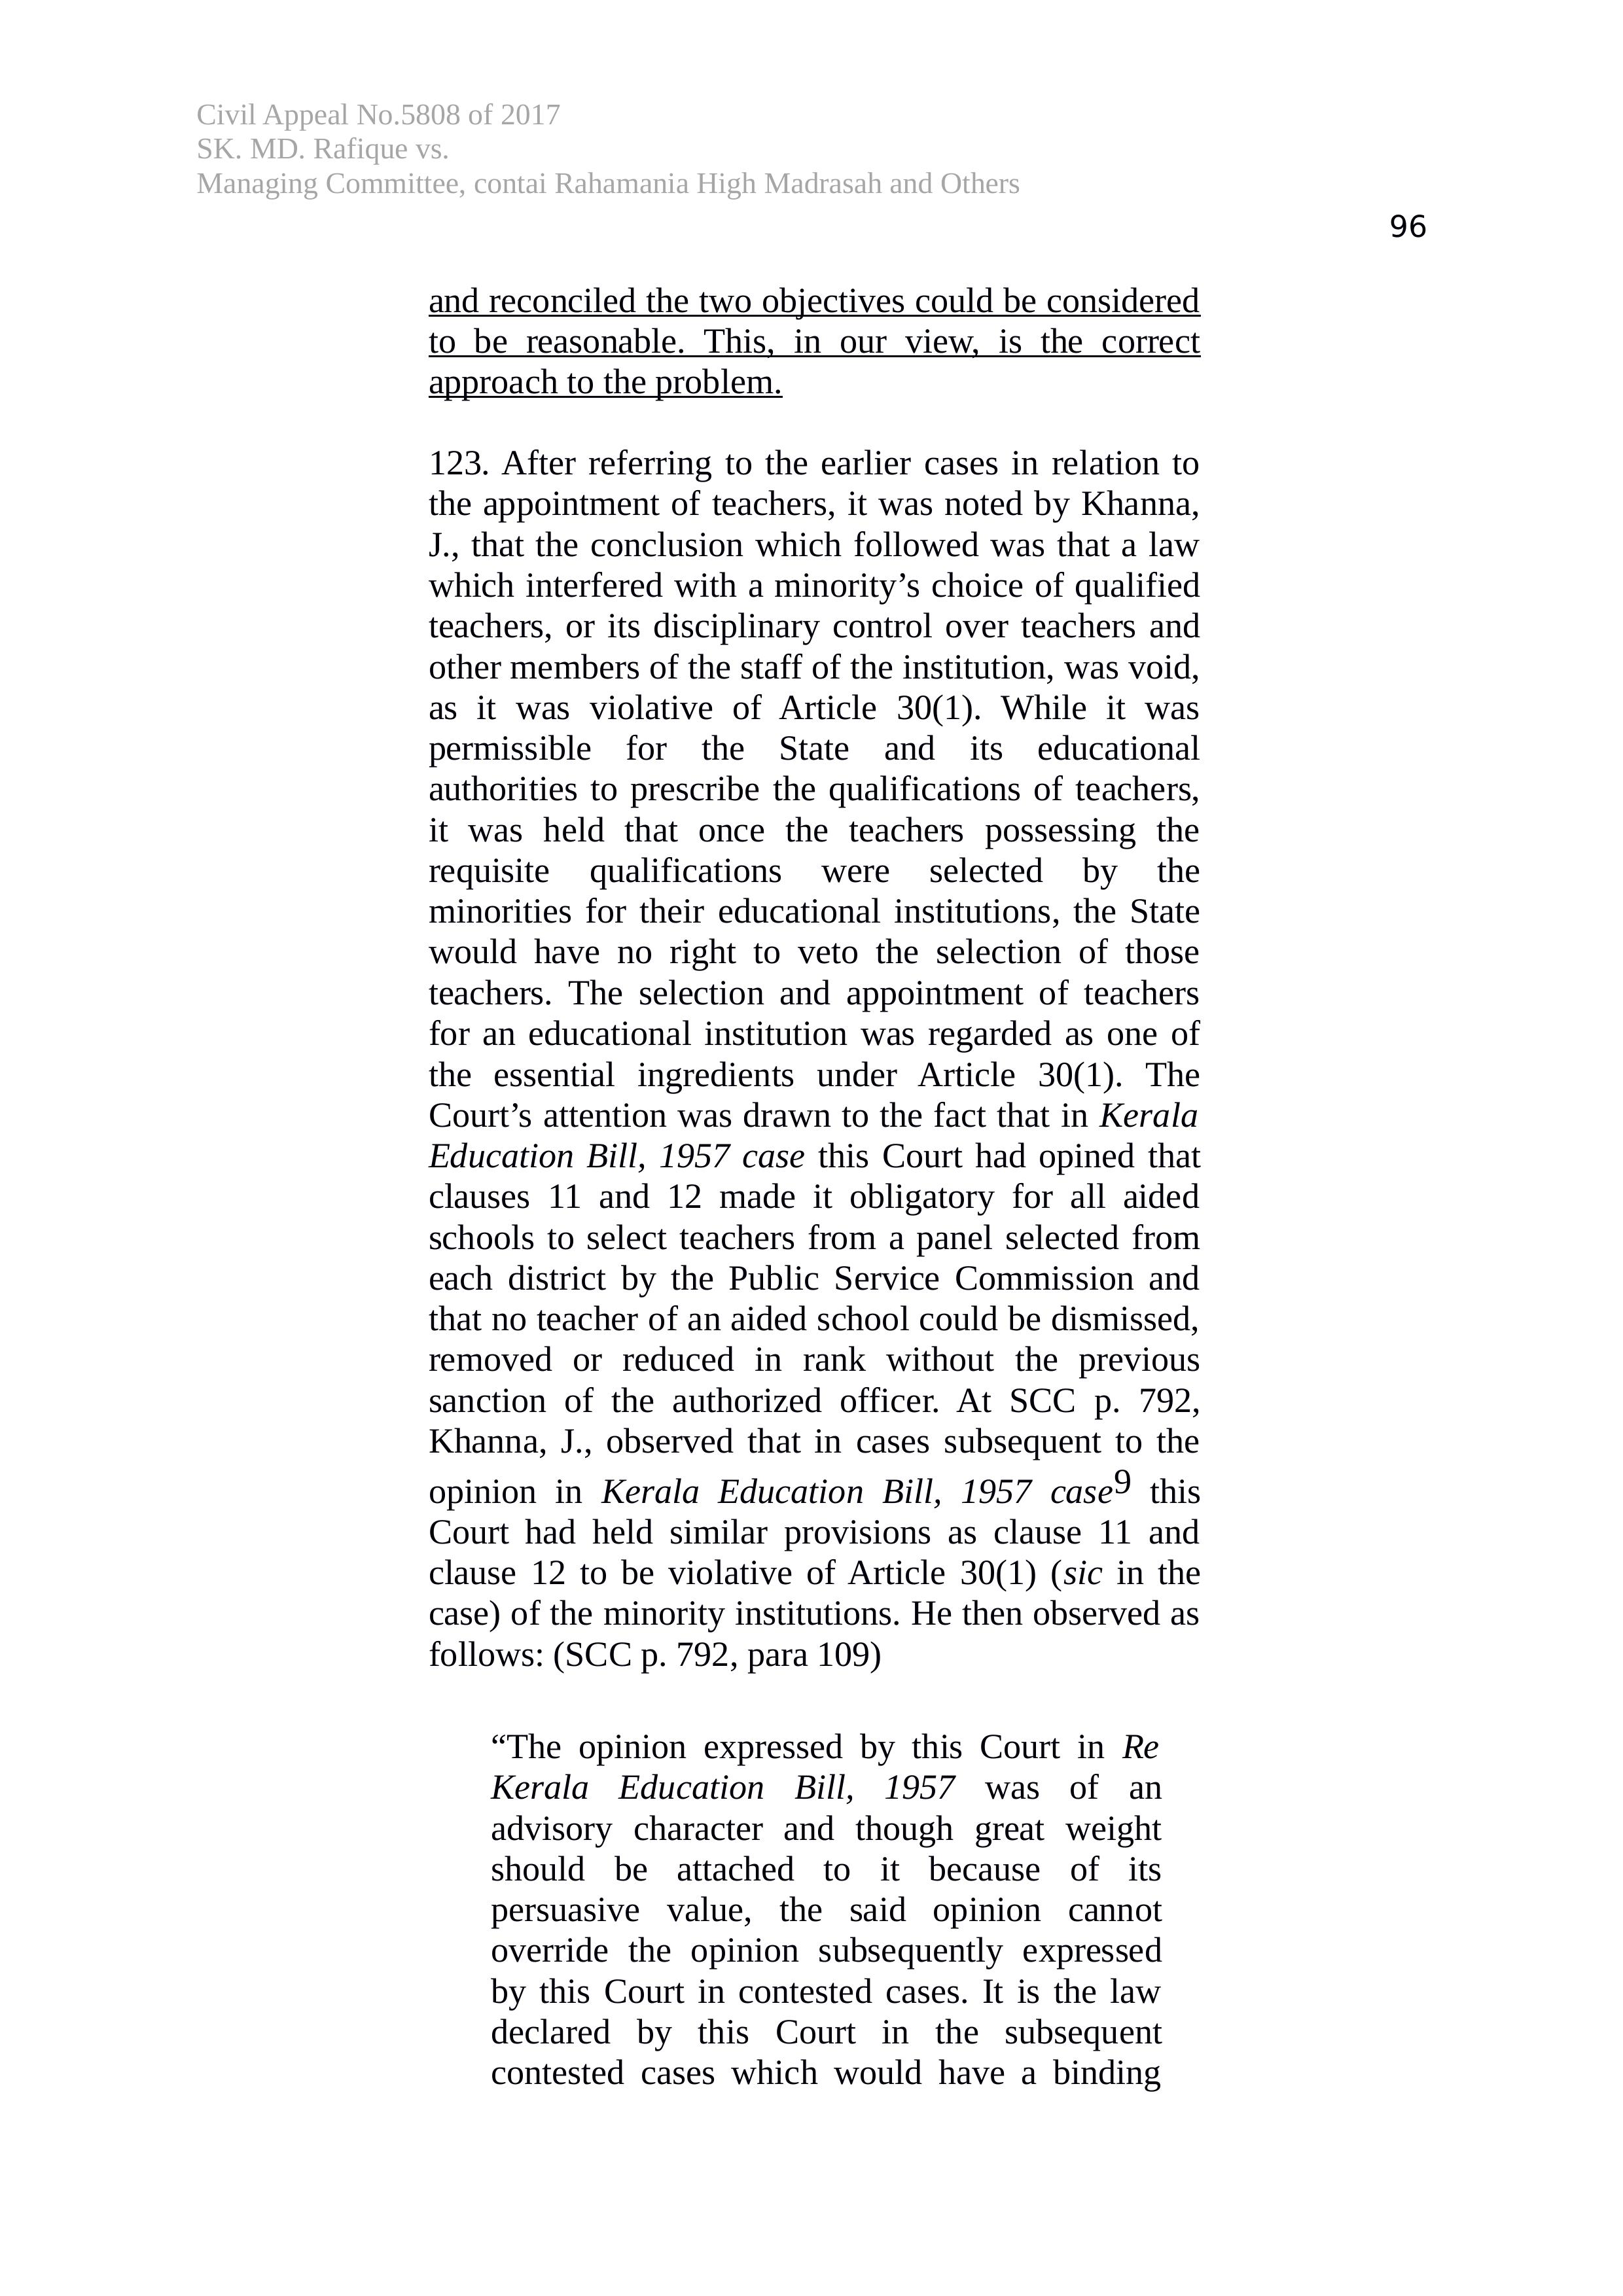 Civil Appeal No.5808 of 2017
SK. MD. Rafique vs.
Managing Committee, contai Rahamania High Madrasah and Others
96
and reconciled the two objectives could be considered
to be reasonable. This, in our view, is the correct
approach to the problem.
123. After referring to the earlier cases in relation to
the appointment of teachers, it was noted by Khanna,
J., that the conclusion which followed was that a law
which interfered with a minority’s choice of qualified
teachers, or its disciplinary control over teachers and
other members of the staff of the institution, was void,
as it was violative of Article 30(1). While it was
permissible for the State and its educational
authorities to prescribe the qualifications of teachers,
it was held that once the teachers possessing the
requisite qualifications were selected by the
minorities for their educational institutions, the State
would have no right to veto the selection of those
teachers. The selection and appointment of teachers
for an educational institution was regarded as one of
the essential ingredients under Article 30(1). The
Court’s attention was drawn to the fact that in Kerala
Education Bill, 1957 case this Court had opined that
clauses 11 and 12 made it obligatory for all aided
schools to select teachers from a panel selected from
each district by the Public Service Commission and
that no teacher of an aided school could be dismissed,
removed or reduced in rank without the previous
sanction of the authorized officer. At SCC p. 792,
Khanna, J., observed that in cases subsequent to the
opinion in Kerala Education Bill, 1957 case9 this
Court had held similar provisions as clause 11 and
clause 12 to be violative of Article 30(1) (sic in the
case) of the minority institutions. He then observed as
follows: (SCC p. 792, para 109)
“The opinion expressed by this Court in Re
Kerala Education Bill, 1957 was of an
advisory character and though great weight
should be attached to it because of its
persuasive value, the said opinion cannot
override the opinion subsequently expressed
by this Court in contested cases. It is the law
declared by this Court in the subsequent
contested cases which would have a binding